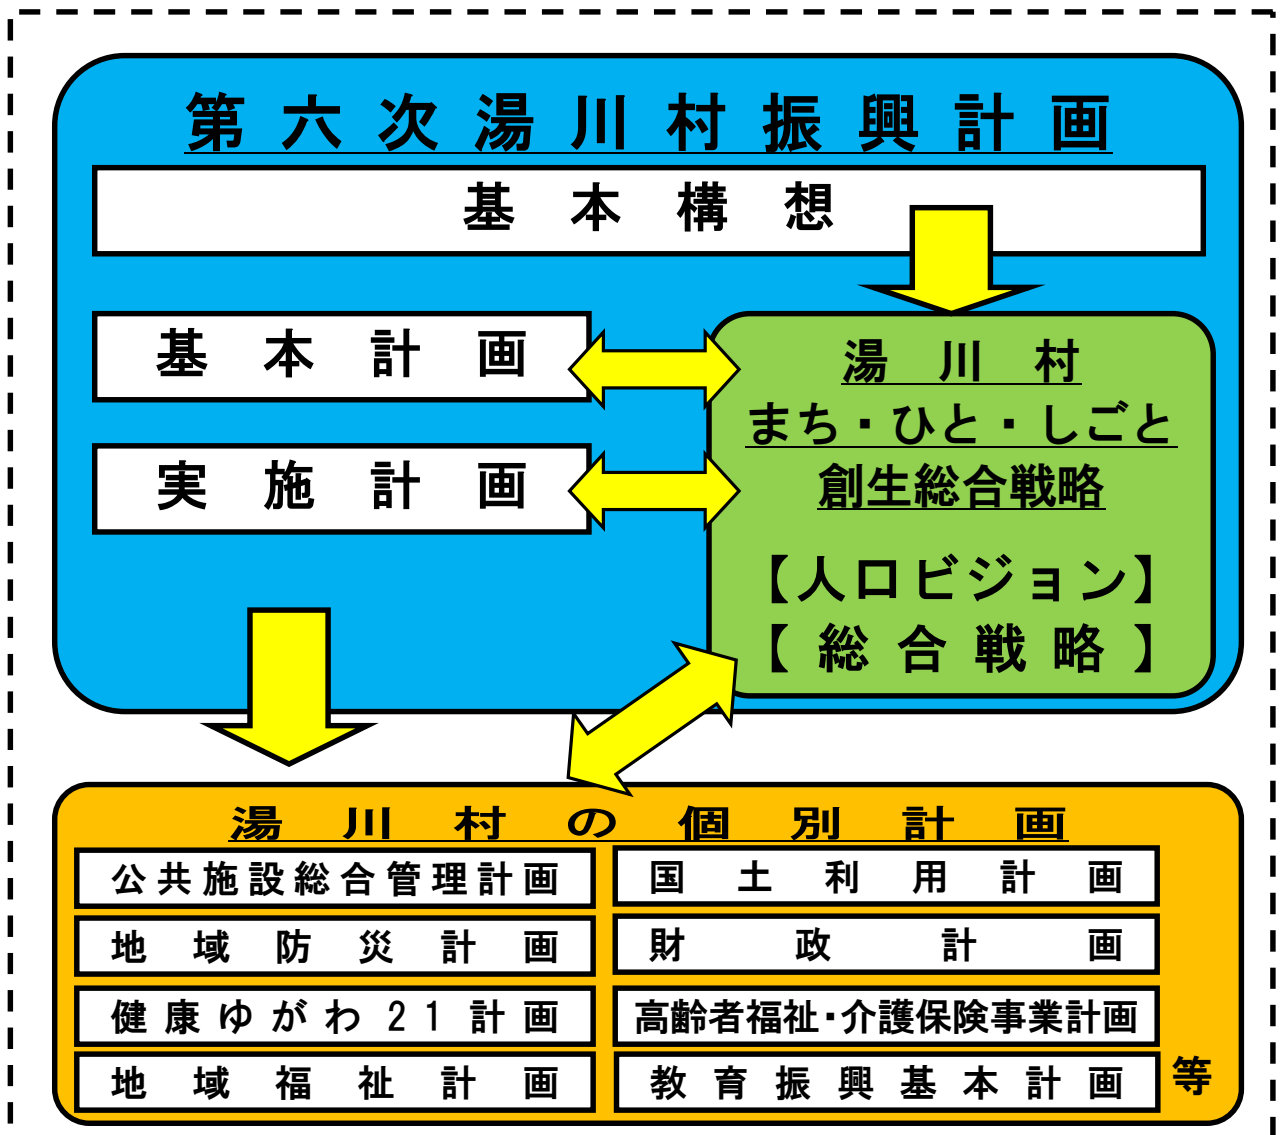 第六次湯川村振興計画
基本構想
基本計画
実施計画
湯川村
まち・ひと・しごと
創生総合戦略
【人口ビジョン】
【総合戦略】
湯川村の個別計画
公共施設総合管理計画
国土利用計画
地域防災計画
財政計画
健康ゆがわ21計画
高齢者福祉・介護保険事業計画
地域福祉計画
教育振興基本計画
等